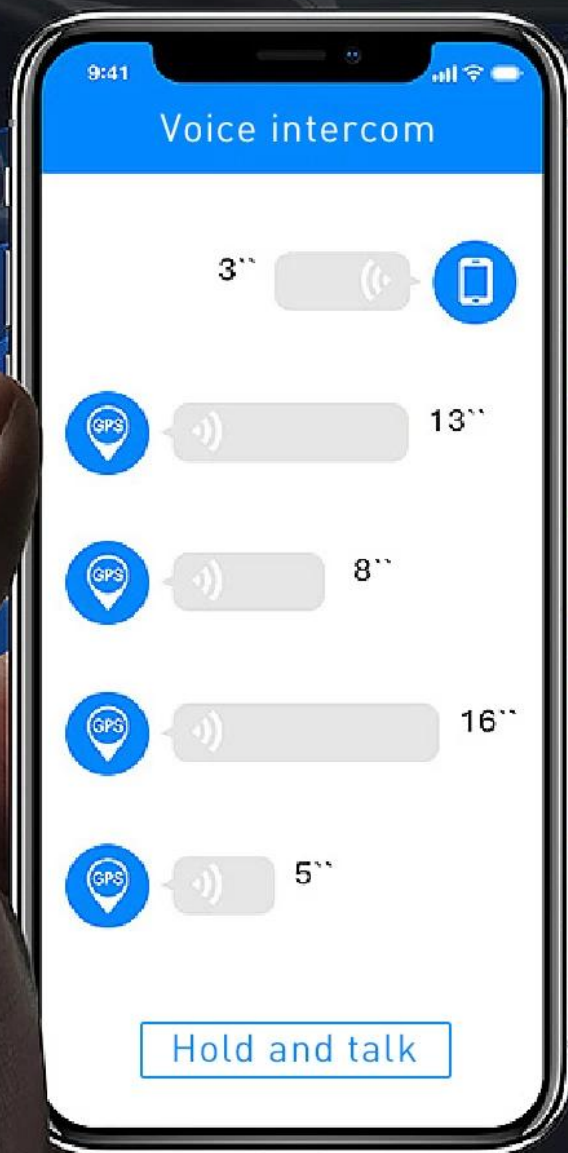 9:41
Voice intercom
3``
GPS
13``
GPS
8``
GPS
16``
GPS
5``
Hold and talk